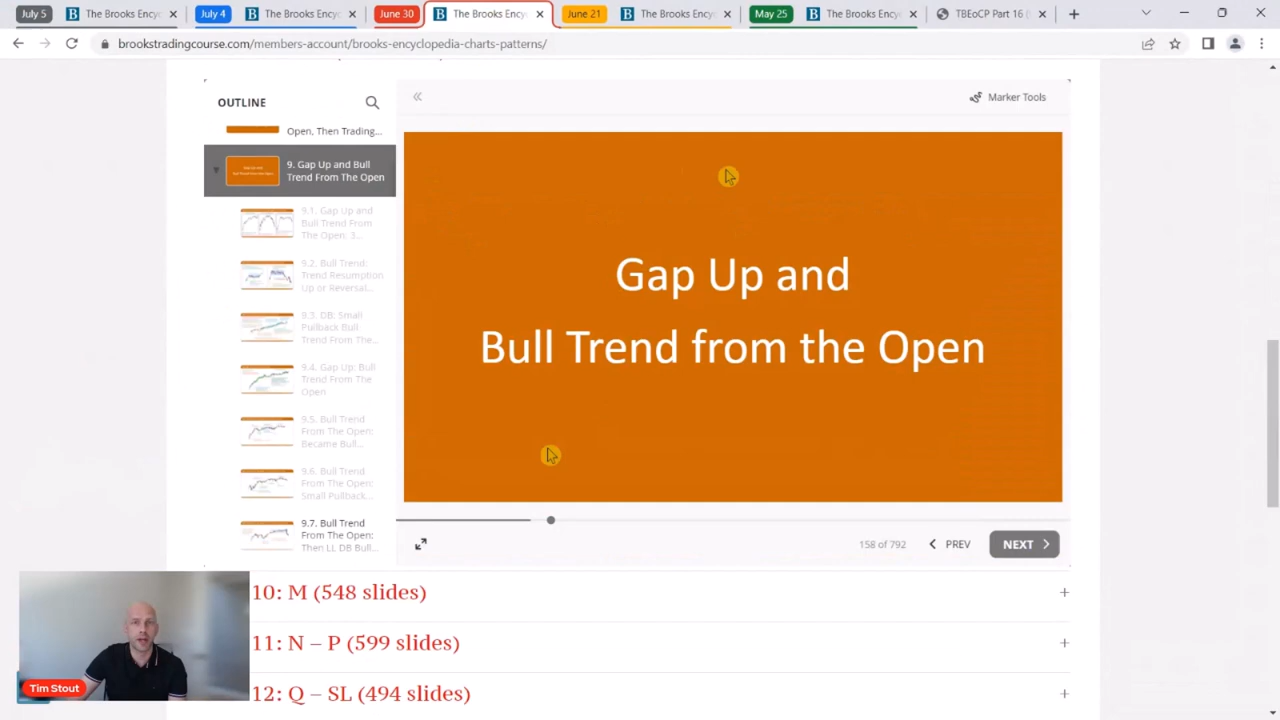 July 5
The Brooks Ency
July 4
The Brooks Ency
June 30
The Brooks Ency
June 21
The Brooks Ency
May 25
The Brooks Ency
TBEoCP Part 16
brookstradingcourse.com/members-account/brooks-encyclopedia-charts-patterns/
OUTLINE
Marker Tools
Open, Then Trading...
9. Gap Up and Bull
Trend From The Open
9.1. Gap Up and
Bull Trend From
The Open: 3...
9.2. Bull Trend:
Trend Resumption
Up or Reversal...
9.3. DB: Small
Pullback Bull
Trend From The...
9.4. Gap Up: Bull
Trend From The
Open
9.5. Bull Trend
From The Open:
Became Bull...
9.6. Bull Trend
From The Open:
Small Pullback...
9.7. Bull Trend
From The Open:
Then LL DB Bull...
Gap Up and
Bull Trend from the Open
158 of 792
PREV
NEXT
10: M (548 slides)
11: N – P (599 slides)
12: Q – SL (494 slides)
Tim Stout